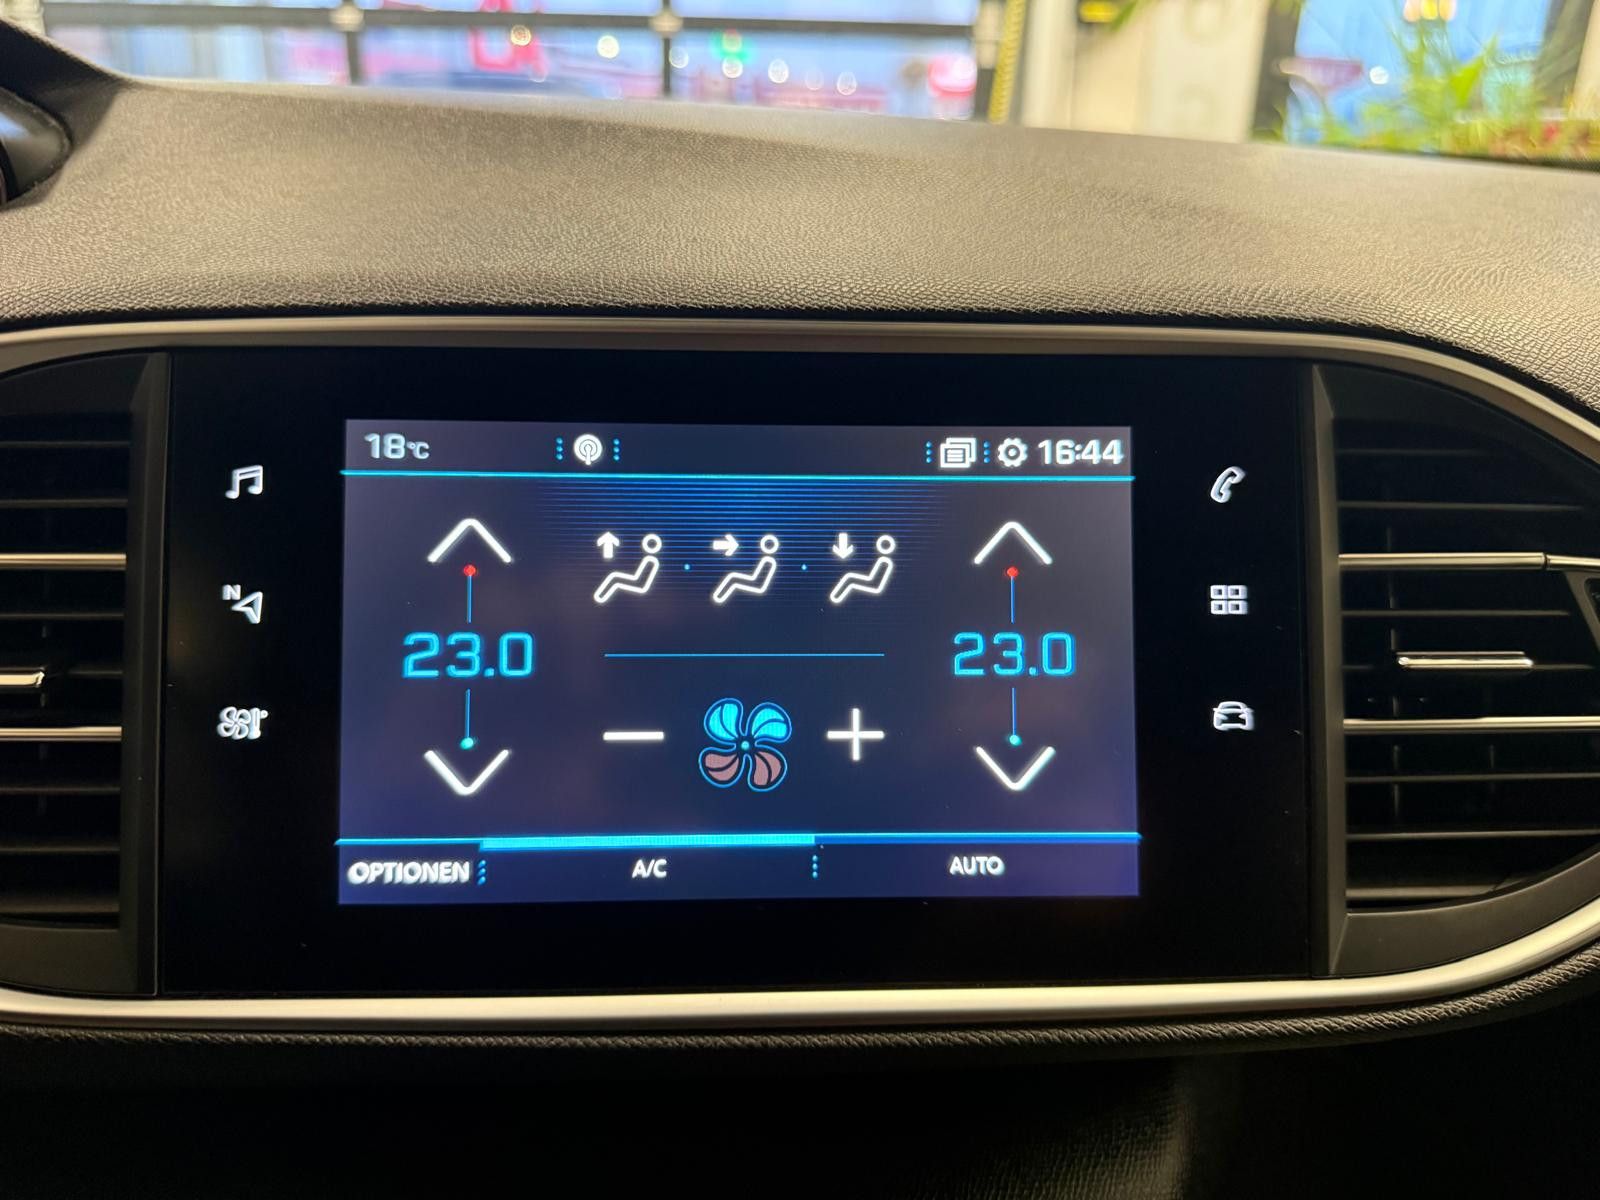 18°C
16:44
N
23.0
23.0
OPTIONEN
A/C
AUTO